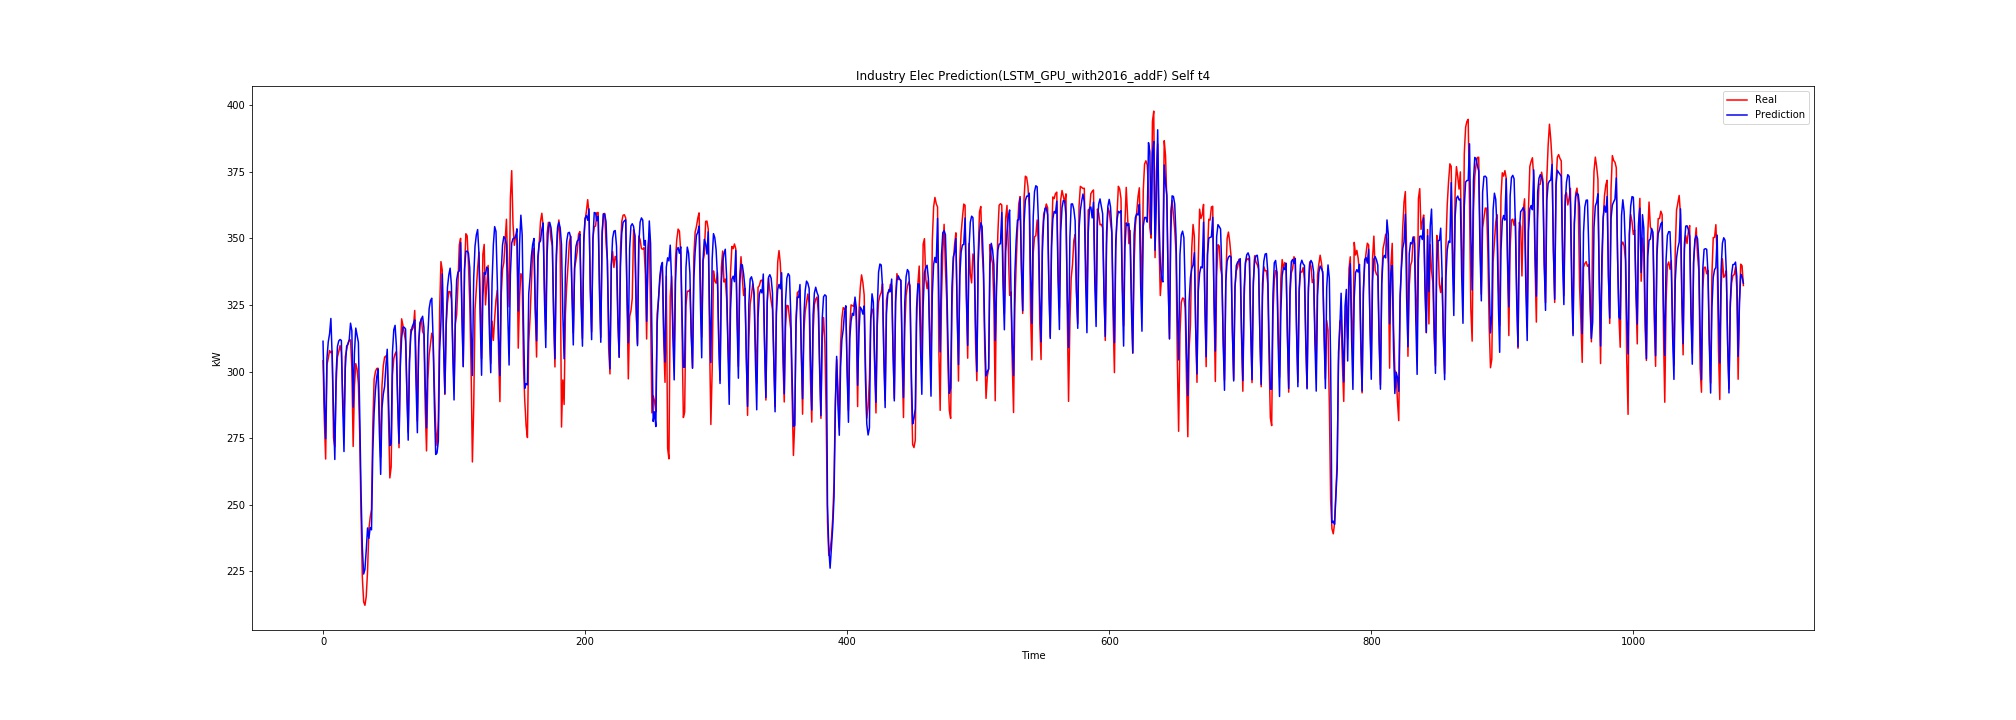 Industry Elec Prediction(LSTM_GPU_with2016_addF) Self t4
Real
Prediction
400
375
350
325
300
275
250
225
kW
0 200 400 600 800 1000
Time